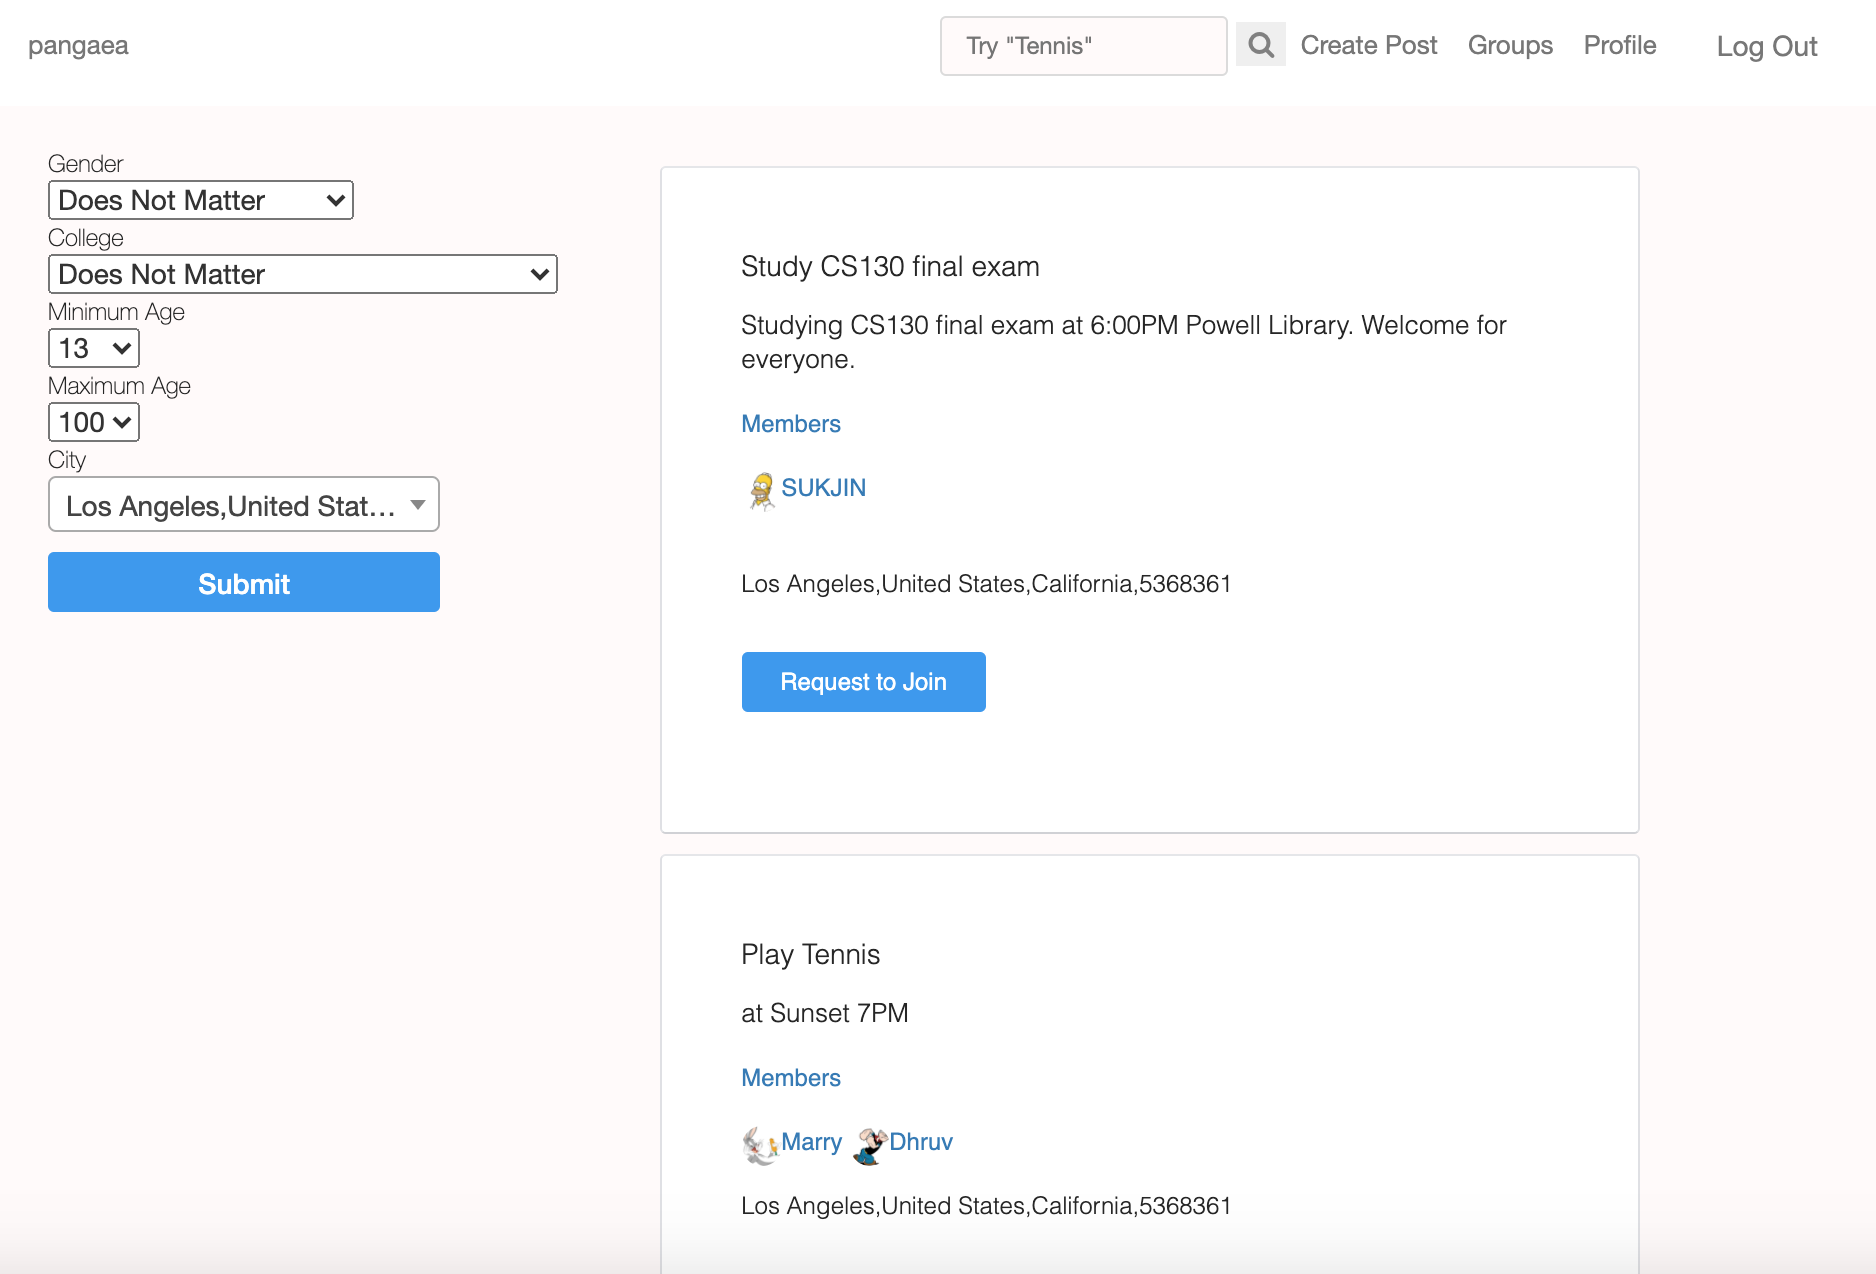 pangaea
Try "Tennis"
Create Post
Groups
Profile
Log Out
Gender
Does Not Matter
College
Does Not Matter
Minimum Age
13
Maximum Age
100
City
Los Angeles,United Stat...
Submit
Study CS130 final exam
Studying CS130 final exam at 6:00PM Powell Library. Welcome for
everyone.
Members
SUKJIN
Los Angeles,United States,California,5368361
Request to Join
Play Tennis
at Sunset 7PM
Members
Marry Dhruv
Los Angeles,United States,California,5368361